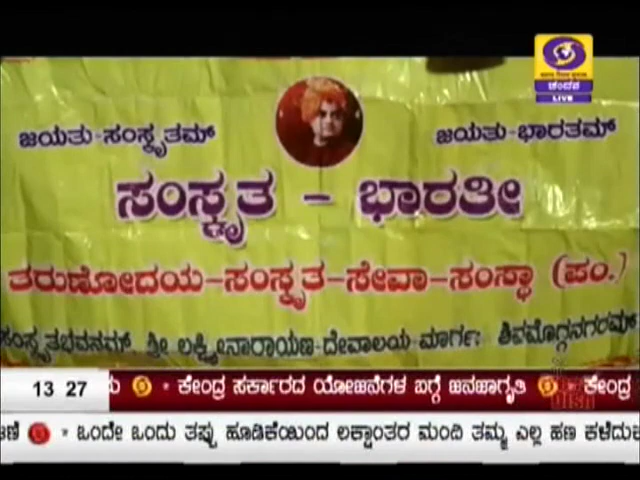 ಚಂದನ
LIVE
ಜಯತು-ಸಂಸ್ಕೃತಮ್
ಜಯತು-ಭಾರತಮ್
ಸಂಸ್ಕೃತ - ಭಾರತೀ
ತರುಣೋದಯ-ಸಂಸ್ಕೃತ-ಸೇವಾ-ಸಂಸ್ಥಾ (ಪಂ.)
ಸಂಸ್ಕೃತಭವನಮ್ ಶ್ರೀ ಲಕ್ಷ್ಮೀನಾರಾಯಣ-ದೇವಾಲಯ-ಮಾರ್ಗಃ ಶಿವಮೊಗ್ಗನಗರಮ್
13 27
ಕೇಂದ್ರ ಸರ್ಕಾರದ ಯೋಜನೆಗಳ ಬಗ್ಗೆ ಜನಜಾಗೃತಿ ಕೇಂದ್ರ
ಒಂದೇ ಒಂದು ತಪ್ಪು ಹೂಡಿಕೆಯಿಂದ ಲಕ್ಷಾಂತರ ಮಂದಿ ತಮ್ಮ ಎಲ್ಲ ಹಣ